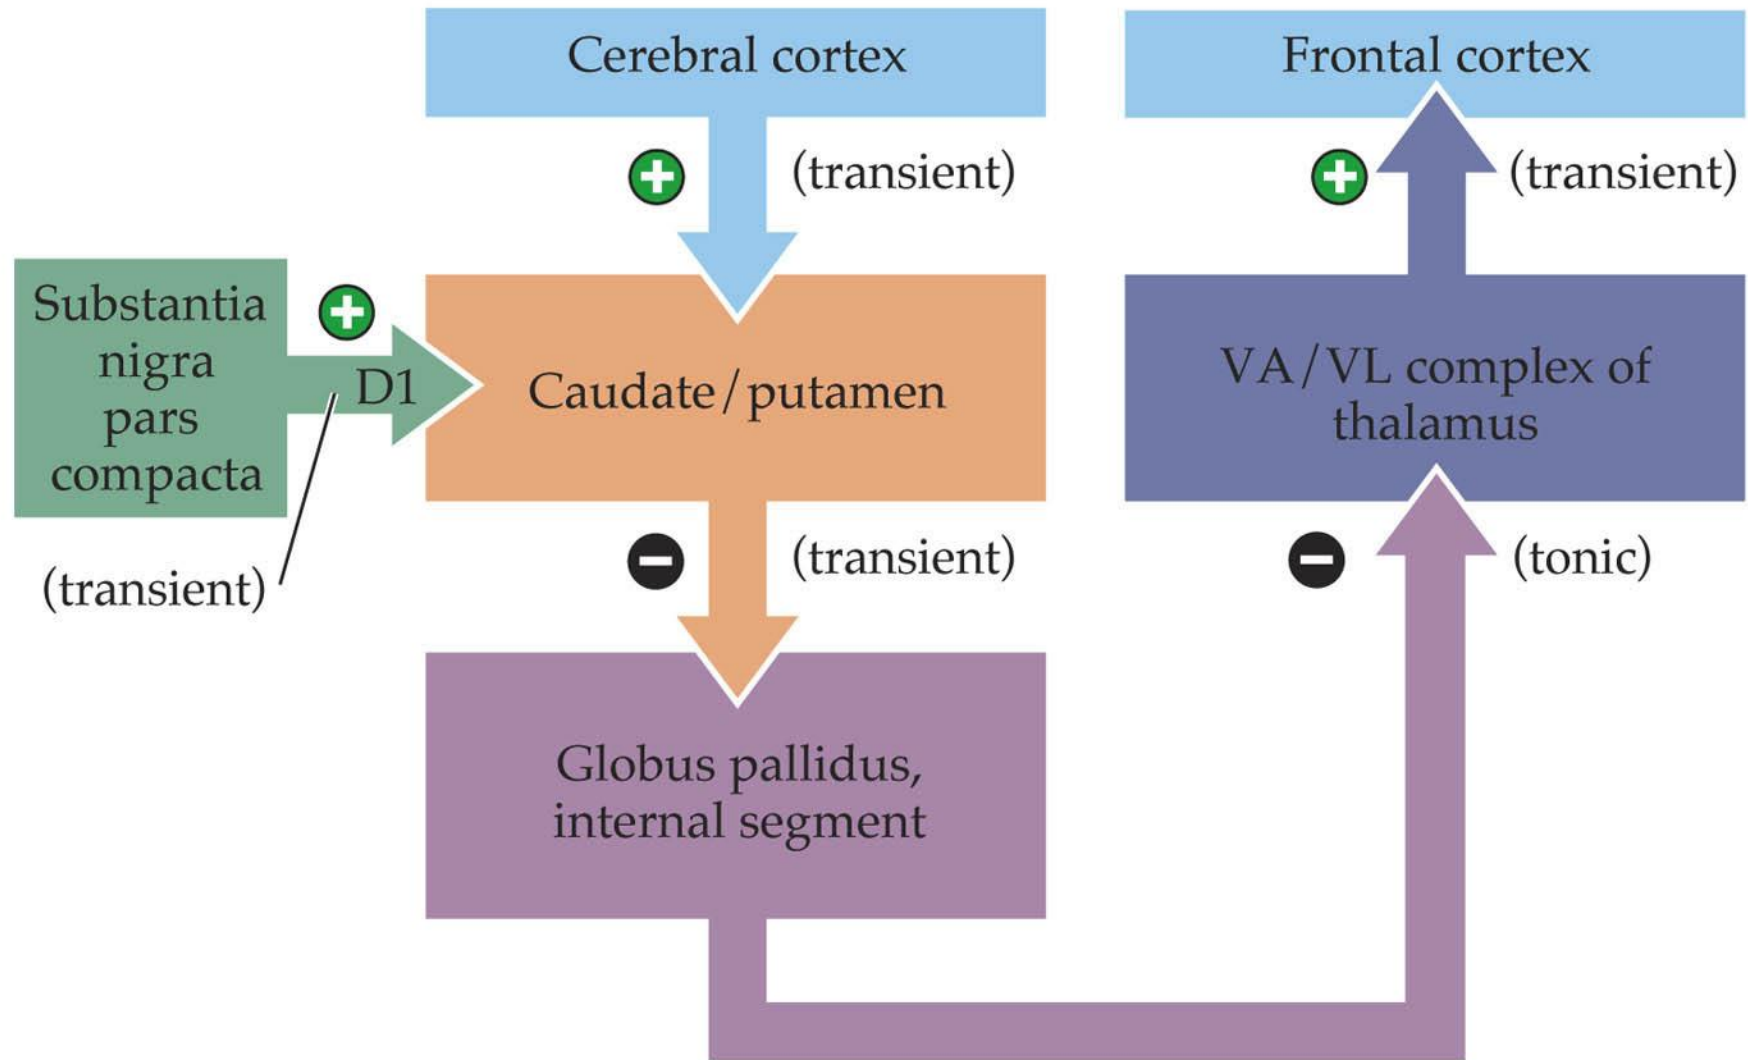 Cerebral cortex
Frontal cortex
(transient)
(transient)
Substantia
nigra
pars
compacta
D1
(transient)
Caudate/putamen
VA/VL complex of
thalamus
(transient)
(tonic)
Globus pallidus,
internal segment